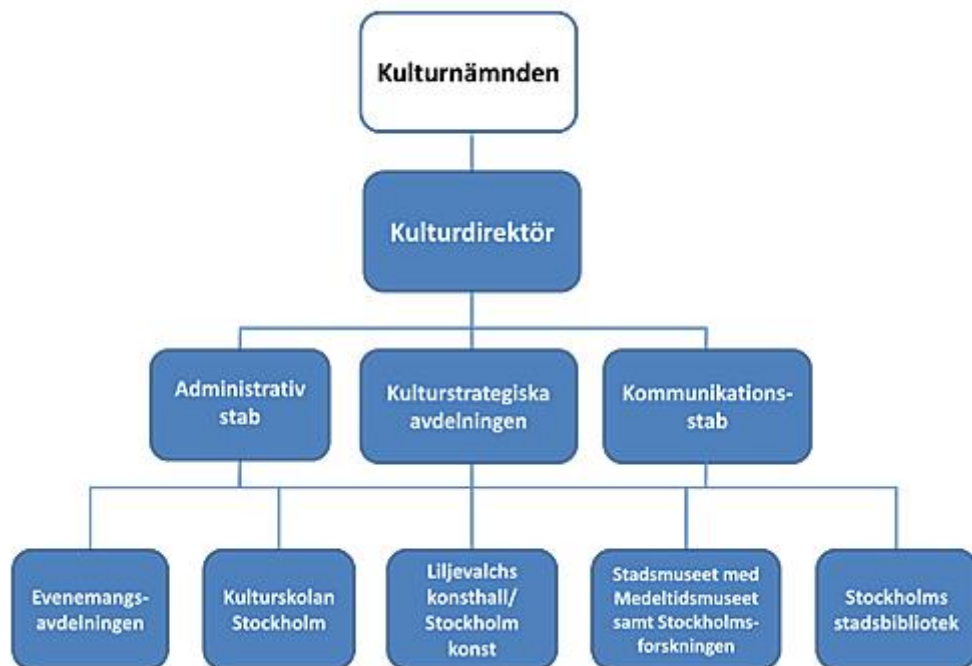 Kulturnämnden
Kulturdirektör
Administrativ
stab
Kulturstrategiska
avdelningen
Kommunikations-
stab
Evenemangs-
avdelningen
Kulturskolan
Stockholm
Liljevalchs
konsthall/
Stockholm
konst
Stadsmuseet med
Medeltidsmuseet
samt Stockholms-
forskningen
Stockholms
stadsbibliotek